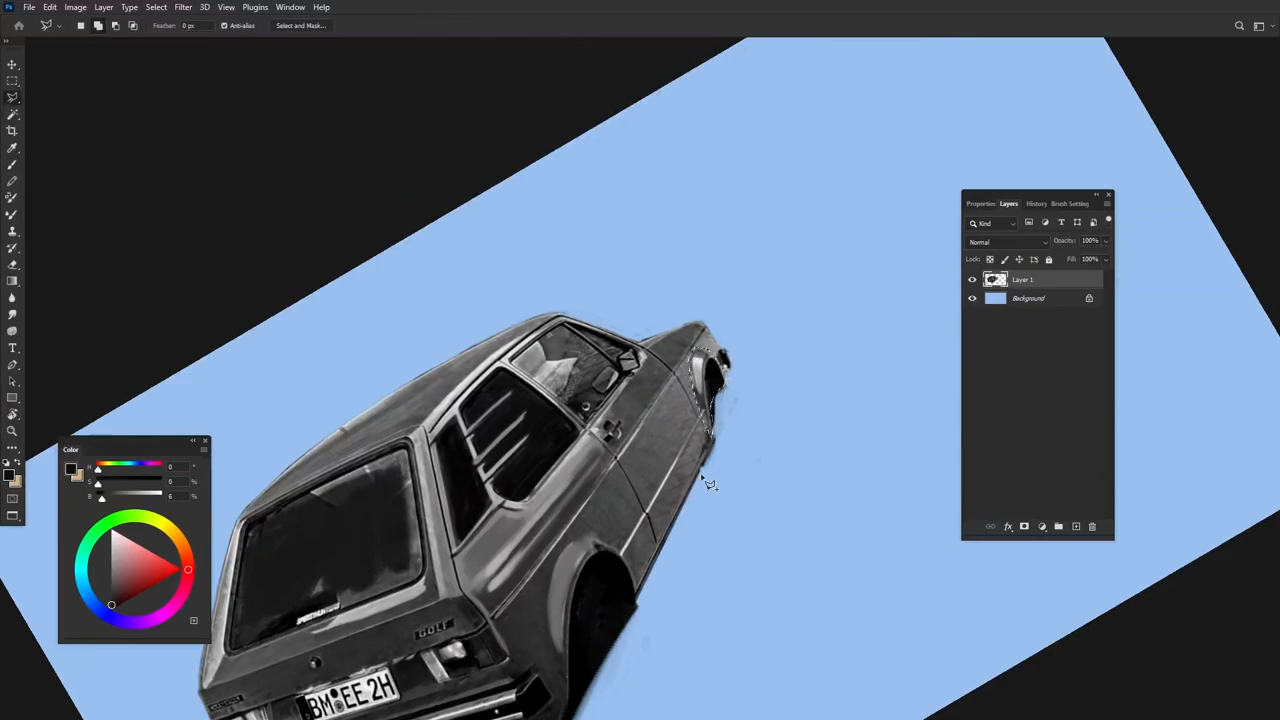 Ps File Edit Image Layer Type Select Filter 3D View Plugins Window Help
Feather: 0 px Anti-alias Select and Mask...
Properties Layers History Brush Setting
Kind
Normal Opacity: 100%
Lock: Fill: 100%
Layer 1
Background
Color
H 0 °
S 0 %
B 6 %
GOLF
BM EE 2H